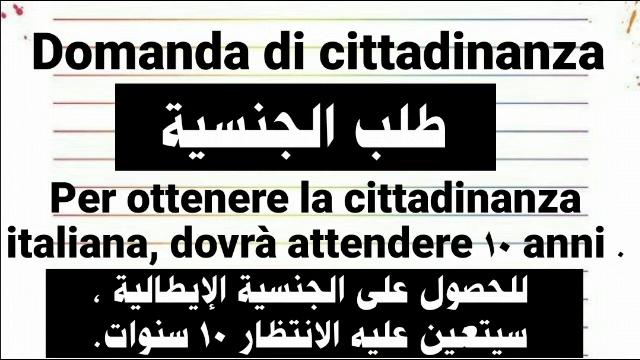 Domanda di cittadinanza
طلب الجنسية
Per ottenere la cittadinanza
italiana, dovrà attendere ١٠ anni .
للحصول على الجنسية الإيطالية ،
سيتعين عليه الانتظار ١٠ سنوات.